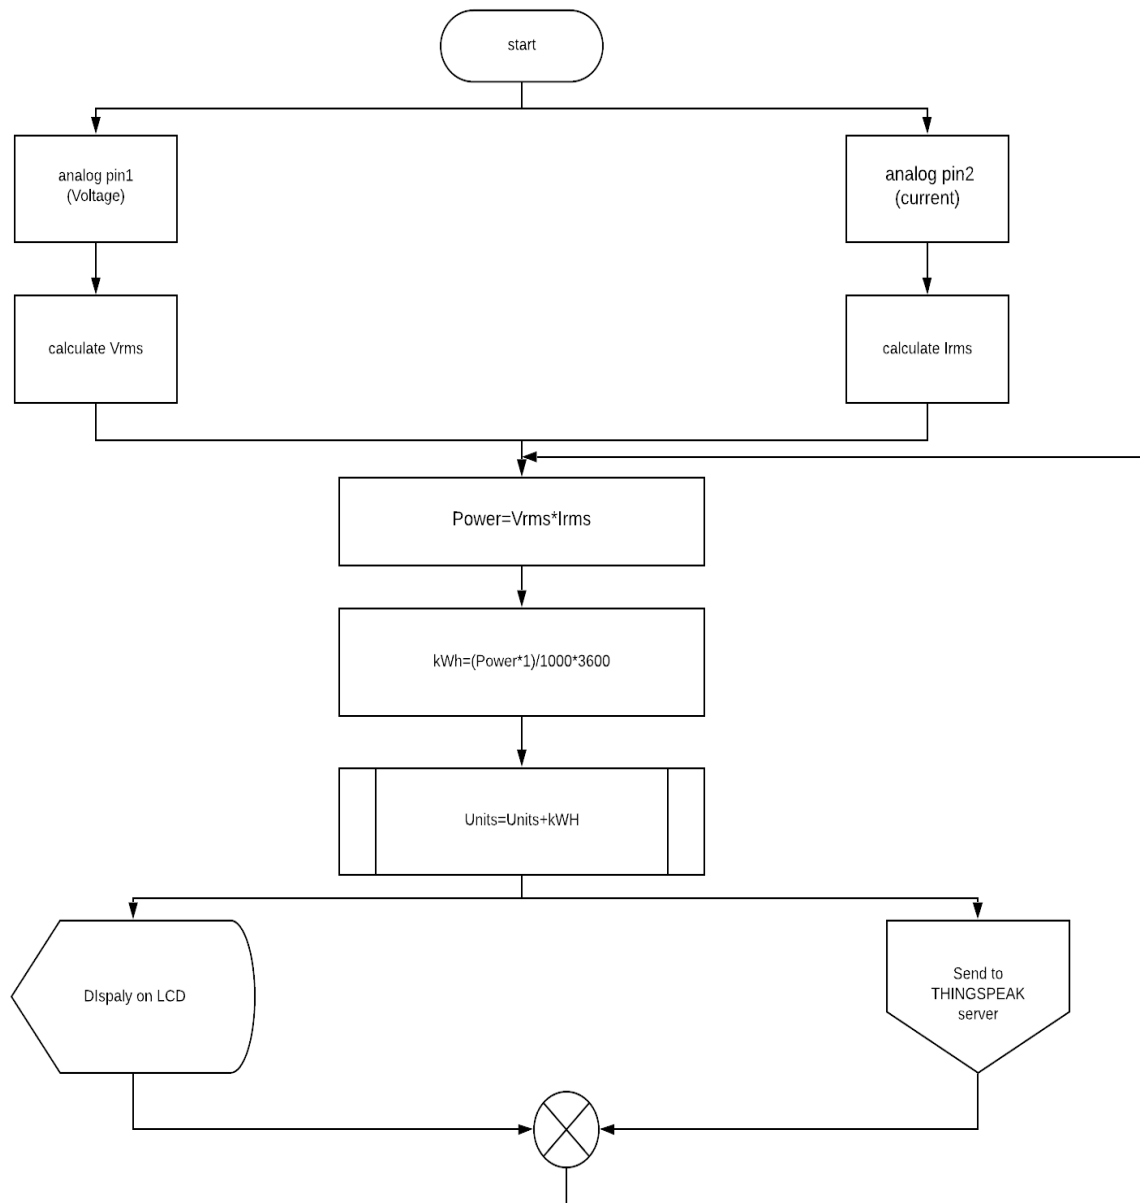 start
analog pin1
(Voltage)
analog pin2
(current)
calculate Vrms
calculate Irms
Power=Vrms*Irms
kWh=(Power*1)/1000*3600
Units=Units+kWH
DIspaly on LCD
Send to
THINGSPEAK
server